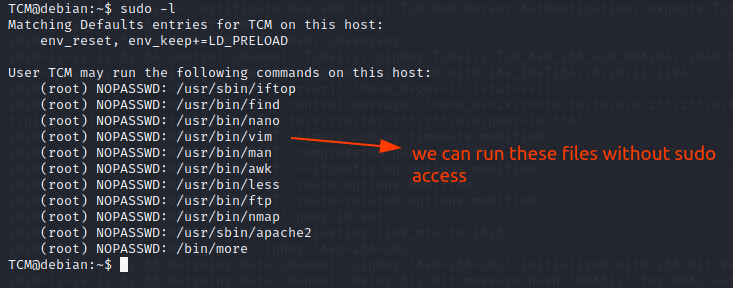 TCM@debian:~$ sudo -l
Matching Defaults entries for TCM on this host:
env_reset, env_keep+=LD_PRELOAD
User TCM may run the following commands on this host:
(root) NOPASSWD: /usr/sbin/iftop
(root) NOPASSWD: /usr/bin/find
(root) NOPASSWD: /usr/bin/nano
(root) NOPASSWD: /usr/bin/vim
(root) NOPASSWD: /usr/bin/man
(root) NOPASSWD: /usr/bin/awk
(root) NOPASSWD: /usr/bin/less
(root) NOPASSWD: /usr/bin/ftp
(root) NOPASSWD: /usr/bin/nmap
(root) NOPASSWD: /usr/sbin/apache2
(root) NOPASSWD: /bin/more
TCM@debian:~$
we can run these files without sudo
access